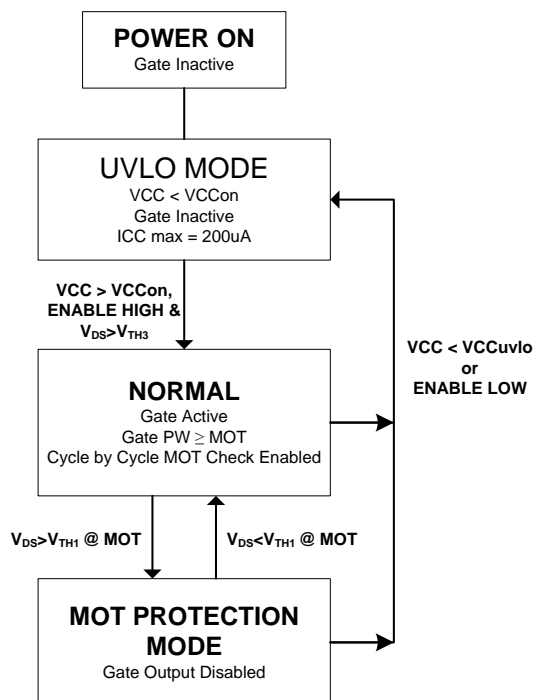 POWER ON
Gate Inactive
UVLO MODE
VCC < VCCon
Gate Inactive
ICC max = 200uA
VCC > VCCon,
ENABLE HIGH &
VDS>VTH3
VCC < VCCuvlo
or
ENABLE LOW
NORMAL
Gate Active
Gate PW ≥ MOT
Cycle by Cycle MOT Check Enabled
VDS>VTH1 @ MOT
VDS<VTH1 @ MOT
MOT PROTECTION
MODE
Gate Output Disabled